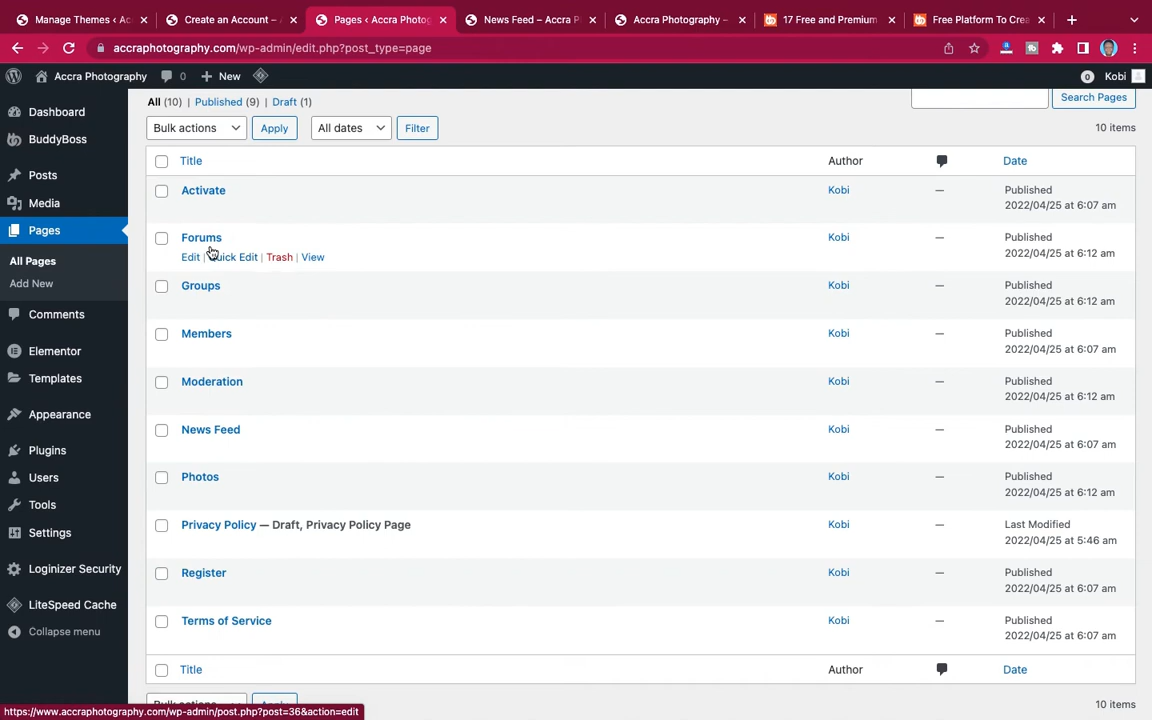 Manage Themes ‹ Ac
Create an Account –
Pages ‹ Accra Photog
News Feed – Accra P
Accra Photography –
17 Free and Premium
Free Platform To Crea
accraphotography.com/wp-admin/edit.php?post_type=page
Accra Photography 0 New
0 Kobi
Dashboard
BuddyBoss
Posts
Media
Pages
All Pages
Add New
Comments
Elementor
Templates
Appearance
Plugins
Users
Tools
Settings
Loginizer Security
LiteSpeed Cache
Collapse menu
All (10) | Published (9) | Draft (1)
Search Pages
Bulk actions Apply All dates Filter
10 items
Title Author Date
Activate Kobi — Published
2022/04/25 at 6:07 am
Forums Kobi — Published
2022/04/25 at 6:12 am
Edit | Quick Edit | Trash | View
Groups Kobi — Published
2022/04/25 at 6:12 am
Members Kobi — Published
2022/04/25 at 6:07 am
Moderation Kobi — Published
2022/04/25 at 6:12 am
News Feed Kobi — Published
2022/04/25 at 6:07 am
Photos Kobi — Published
2022/04/25 at 6:12 am
Privacy Policy — Draft, Privacy Policy Page Kobi — Last Modified
2022/04/25 at 5:46 am
Register Kobi — Published
2022/04/25 at 6:07 am
Terms of Service Kobi — Published
2022/04/25 at 6:07 am
Title Author Date
Bulk actions Apply
10 items
https://www.accraphotography.com/wp-admin/post.php?post=36&action=edit